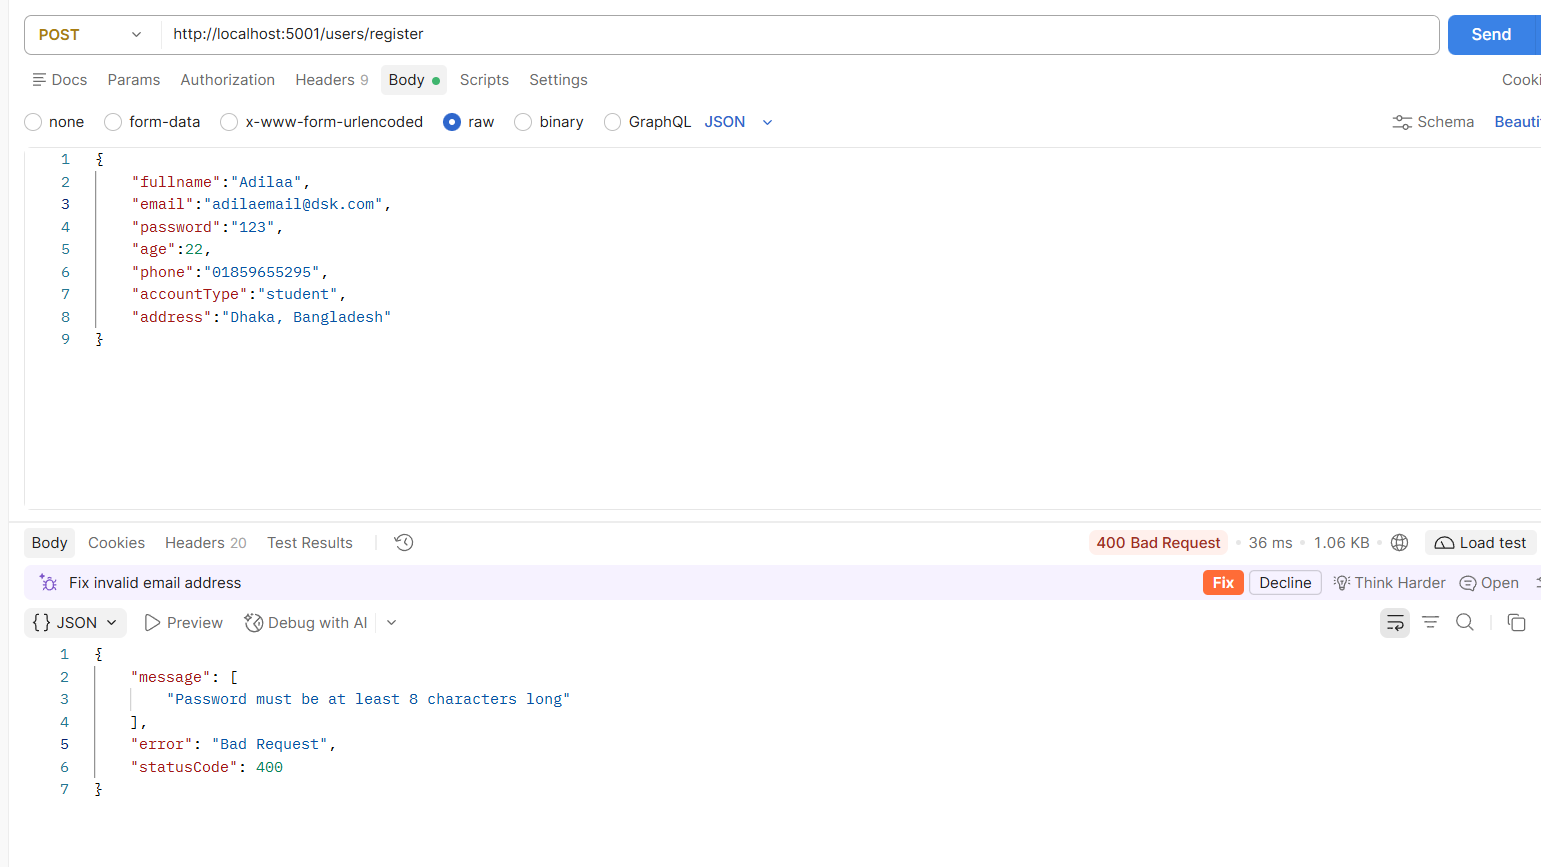 POST http://localhost:5001/users/register Send
Docs Params Authorization Headers 9 Body Scripts Settings Cooki
none form-data x-www-form-urlencoded raw binary GraphQL JSON Schema Beauti
1 {
2 "fullname":"Adilaa",
3 "email":"adilaemail@dsk.com",
4 "password":"123",
5 "age":22,
6 "phone":"01859655295",
7 "accountType":"student",
8 "address":"Dhaka, Bangladesh"
9 }
Body Cookies Headers 20 Test Results 400 Bad Request 36 ms 1.06 KB Load test
Fix invalid email address Fix Decline Think Harder Open
{} JSON Preview Debug with AI
1 {
2 "message": [
3 "Password must be at least 8 characters long"
4 ],
5 "error": "Bad Request",
6 "statusCode": 400
7 }